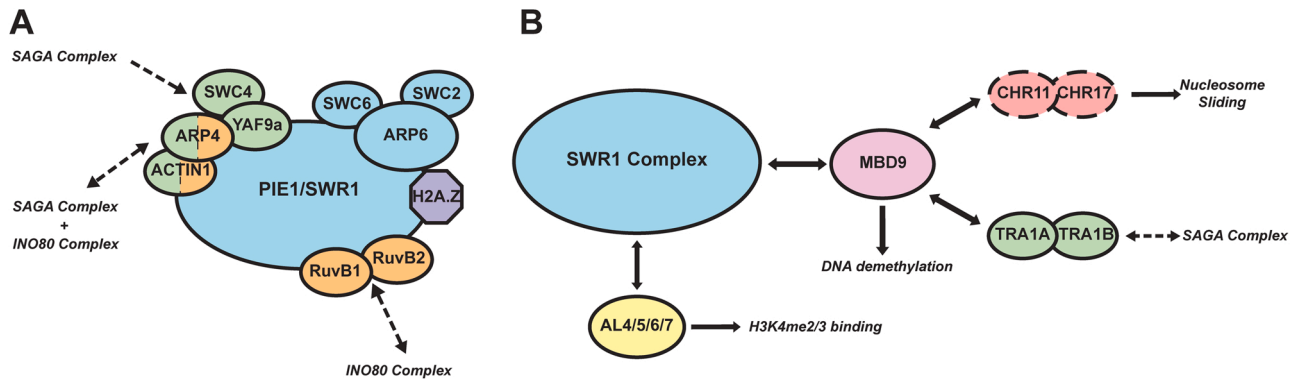 A
SAGA Complex
SWC4
YAF9a
ARP4
ACTIN1
SWC6
SWC2
ARP6
PIE1/SWR1
H2A.Z
SAGA Complex
+
INO80 Complex
RuvB1
RuvB2
INO80 Complex
B
SWR1 Complex
MBD9
CHR11
CHR17
Nucleosome
Sliding
TRA1A
TRA1B
SAGA Complex
DNA demethylation
AL4/5/6/7
H3K4me2/3 binding